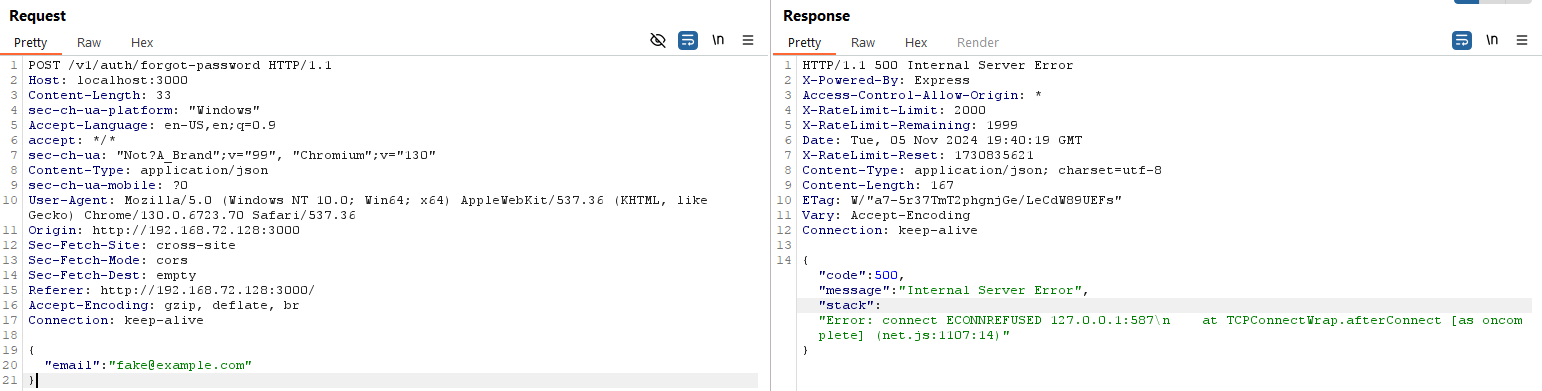 Request
Pretty Raw Hex \n
1 POST /v1/auth/forgot-password HTTP/1.1
2 Host: localhost:3000
3 Content-Length: 33
4 sec-ch-ua-platform: "Windows"
5 Accept-Language: en-US,en;q=0.9
6 accept: */*
7 sec-ch-ua: "Not?A_Brand";v="99", "Chromium";v="130"
8 Content-Type: application/json
9 sec-ch-ua-mobile: ?0
10 User-Agent: Mozilla/5.0 (Windows NT 10.0; Win64; x64) AppleWebKit/537.36 (KHTML, like
Gecko) Chrome/130.0.6723.70 Safari/537.36
11 Origin: http://192.168.72.128:3000
12 Sec-Fetch-Site: cross-site
13 Sec-Fetch-Mode: cors
14 Sec-Fetch-Dest: empty
15 Referer: http://192.168.72.128:3000/
16 Accept-Encoding: gzip, deflate, br
17 Connection: keep-alive
18
19 {
20 "email":"fake@example.com"
21 }
Response
Pretty Raw Hex Render \n
1 HTTP/1.1 500 Internal Server Error
2 X-Powered-By: Express
3 Access-Control-Allow-Origin: *
4 X-RateLimit-Limit: 2000
5 X-RateLimit-Remaining: 1999
6 Date: Tue, 05 Nov 2024 19:40:19 GMT
7 X-RateLimit-Reset: 1730835621
8 Content-Type: application/json; charset=utf-8
9 Content-Length: 167
10 ETag: W/"a7-5r37TmT2phgnjGe/LeCdW89UEFs"
11 Vary: Accept-Encoding
12 Connection: keep-alive
13
14 {
"code":500,
"message":"Internal Server Error",
"stack":
"Error: connect ECONNREFUSED 127.0.0.1:587\n    at TCPConnectWrap.afterConnect [as oncom
plete] (net.js:1107:14)"
}